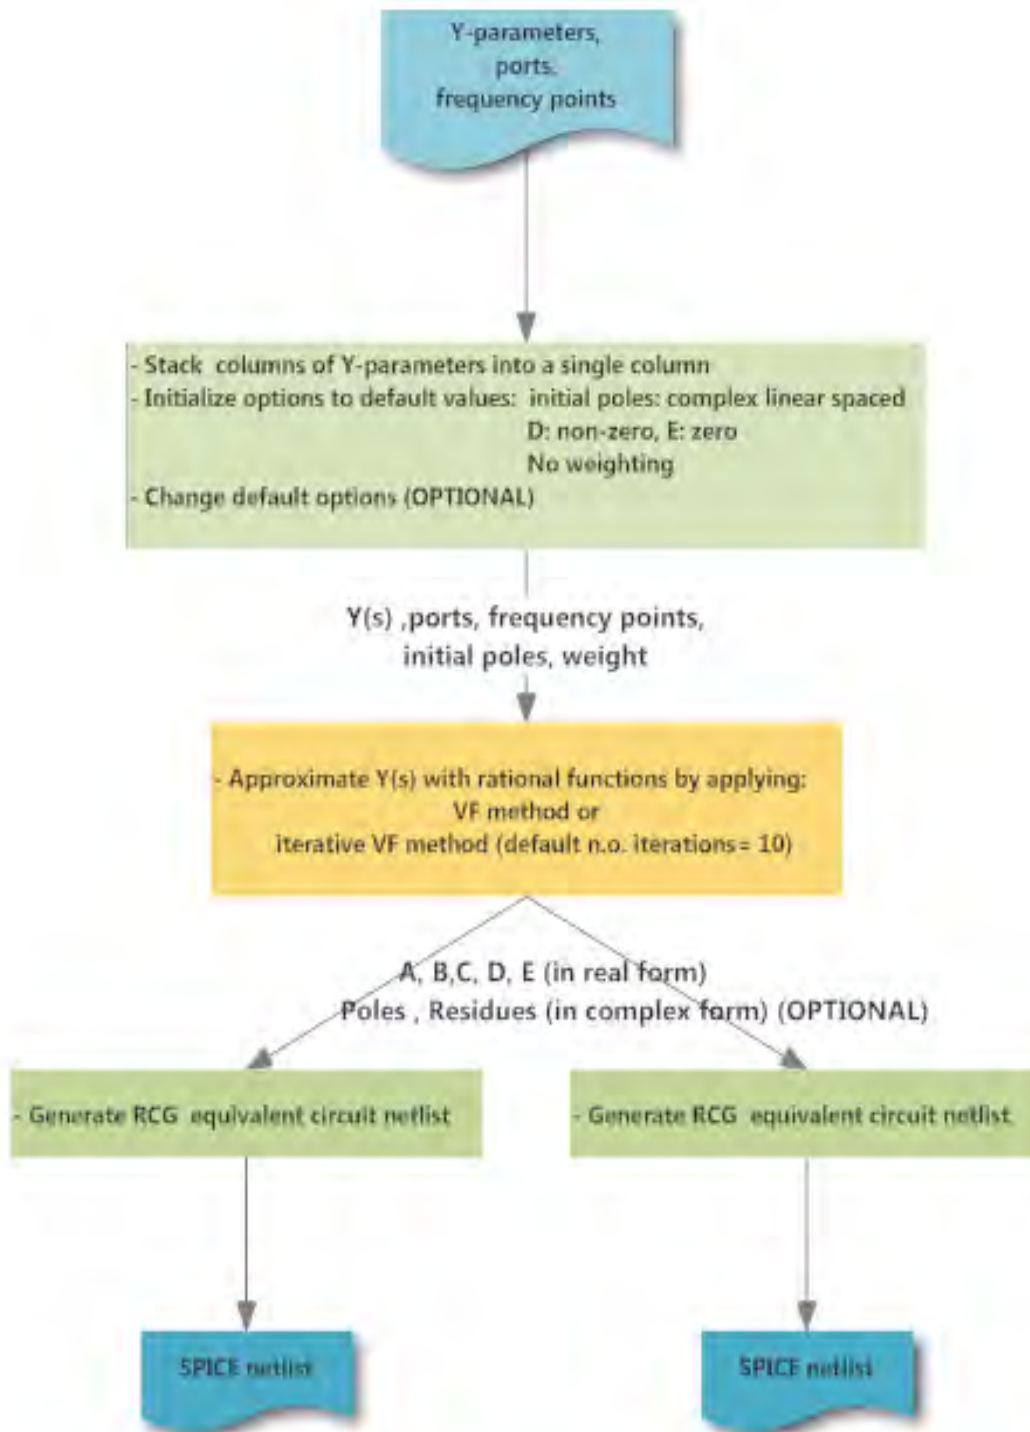 Y-parameters,
ports,
frequency points
- Stack columns of Y-parameters into a single column
- Initialize options to default values: initial poles: complex linear spaced
D: non-zero, E: zero
No weighting
- Change default options (OPTIONAL)
Y(s) ,ports, frequency points,
initial poles, weight
- Approximate Y(s) with rational functions by applying:
VF method or
iterative VF method (default n.o. iterations= 10)
A, B,C, D, E (in real form)
Poles , Residues (in complex form) (OPTIONAL)
- Generate RCG equivalent circuit netlist
- Generate RCG equivalent circuit netlist
SPICE netlist
SPICE netlist